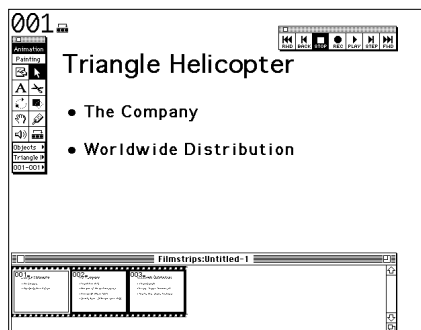 001
RWD BACK STOP REC PLAY STEP FWD
Animation
Painting
A
Objects
Triangle H
001-001
Triangle Helicopter
• The Company
• Worldwide Distribution
Filmstrips:Untitled-1
001
002
003